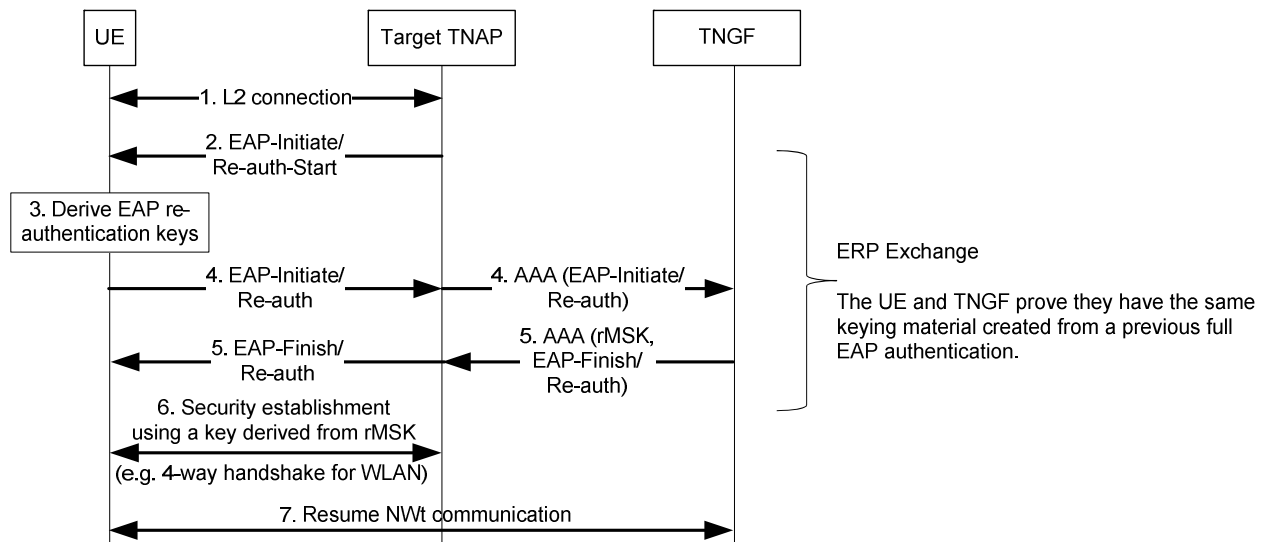 UE
Target TNAP
TNGF
1. L2 connection
2. EAP-Initiate/
Re-auth-Start
3. Derive EAP re-
authentication keys
4. EAP-Initiate/
Re-auth
4. AAA (EAP-Initiate/
Re-auth)
5. EAP-Finish/
Re-auth
5. AAA (rMSK,
EAP-Finish/
Re-auth)
6. Security establishment
using a key derived from rMSK
(e.g. 4-way handshake for WLAN)
7. Resume NWt communication
ERP Exchange
The UE and TNGF prove they have the same
keying material created from a previous full
EAP authentication.